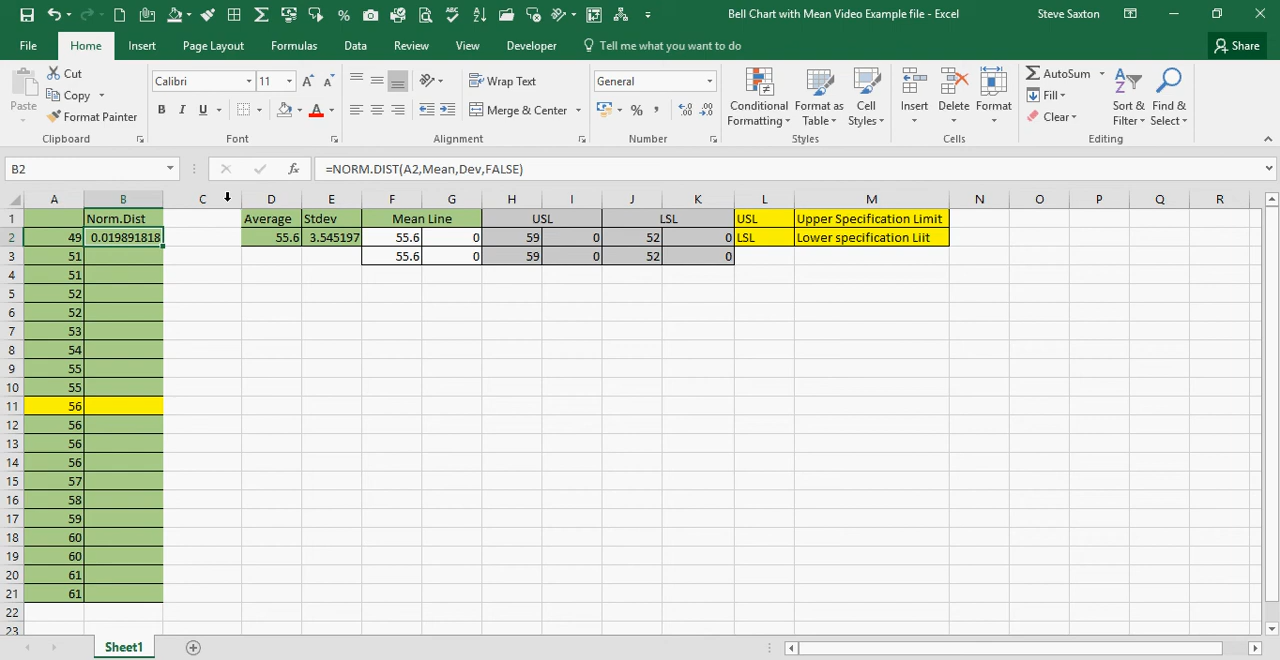 Bell Chart with Mean Video Example file - Excel
Steve Saxton
File Home Insert Page Layout Formulas Data Review View Developer Tell me what you want to do Share
Paste
Cut
Copy
Format Painter
Clipboard
Calibri 11
B I U
Font
Wrap Text
Merge & Center
Alignment
General
Number
Conditional Formatting
Format as Table
Cell Styles
Styles
Insert Delete Format
Cells
AutoSum
Fill
Clear
Sort & Filter
Find & Select
Editing
B2 fx =NORM.DIST(A2,Mean,Dev,FALSE)
A B C D E F G H I J K L M N O P Q R
1 Norm.Dist Average Stdev Mean Line USL LSL USL Upper Specification Limit
2 49 0.019891818 55.6 3.545197 55.6 0 59 0 52 0 LSL Lower specification Liit
3 51 55.6 0 59 0 52 0
4 51
5 52
6 52
7 53
8 54
9 55
10 55
11 56
12 56
13 56
14 56
15 57
16 58
17 59
18 60
19 60
20 61
21 61
22
23
Sheet1